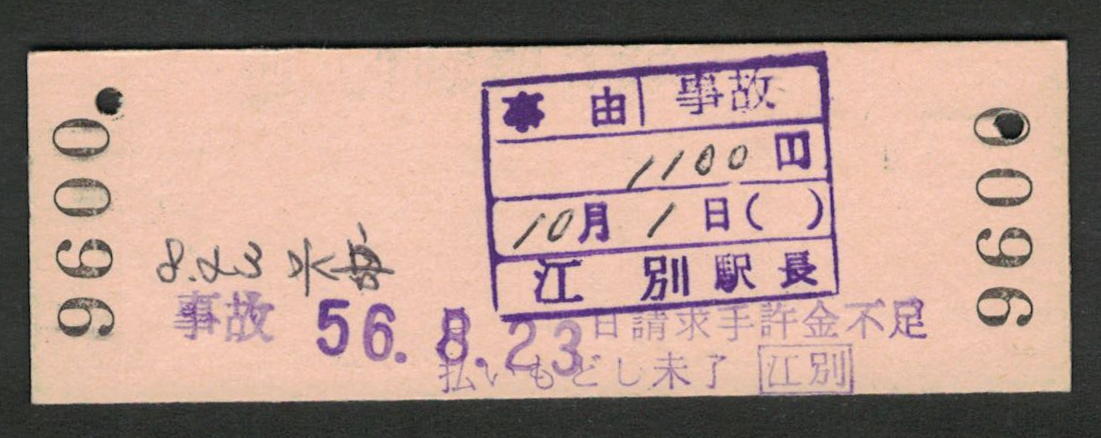 9600
事由 事故
1100円
10月1日( )
江別駅長
8.23
事故 56.8.23日請求手許金不足
払いもどし未了 江別
9600